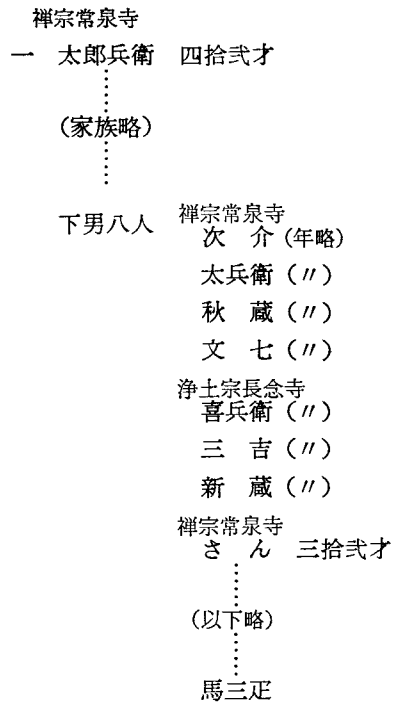 禅宗常泉寺
一 太郎兵衛 四拾弐才
(家族略)
下男八人
禅宗常泉寺
次介(年略)
太兵衛(〃)
秋蔵(〃)
文七(〃)
浄土宗長念寺
喜兵衛(〃)
三吉(〃)
新蔵(〃)
禅宗常泉寺
さん 三拾弐才
(以下略)
馬三疋